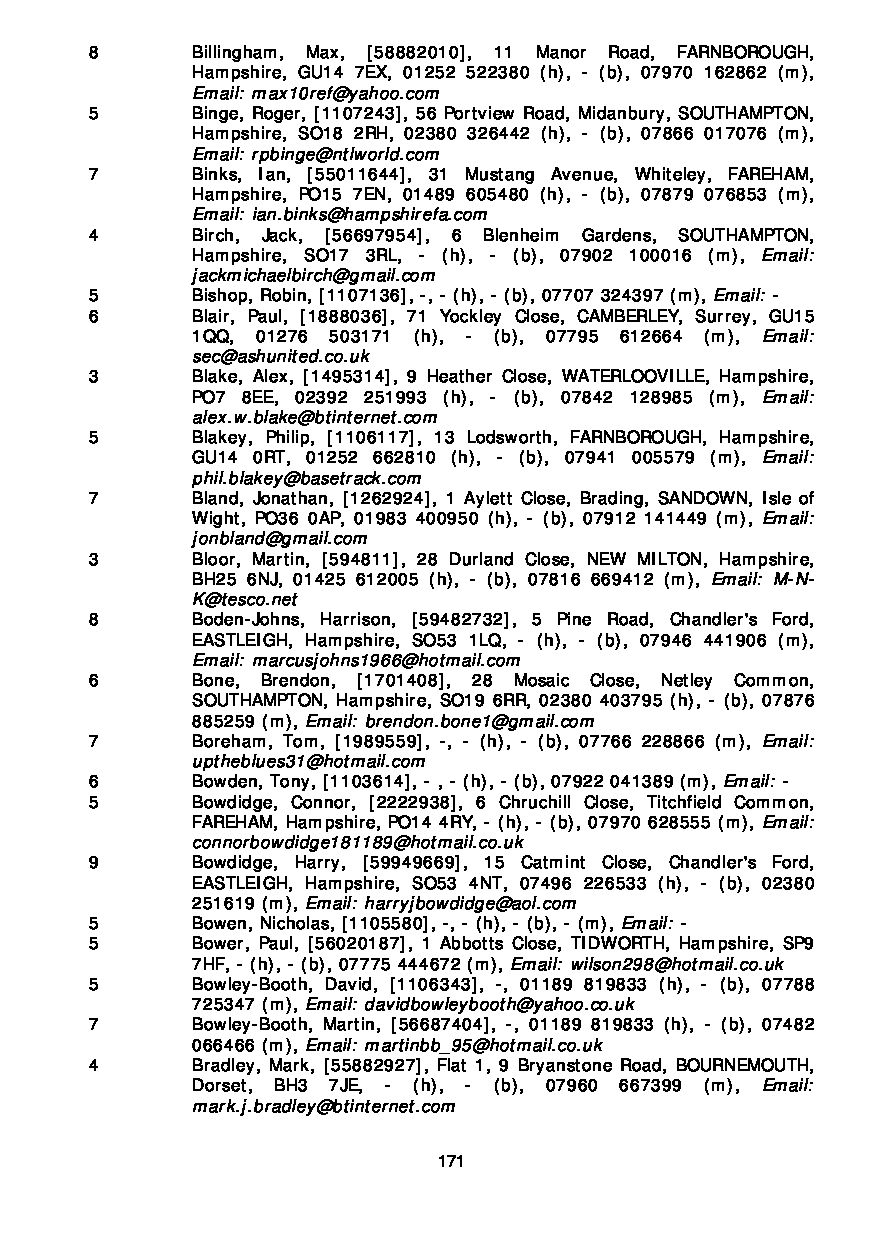 8 Billingham, Max, [58882010], 11 Manor Road, FARNBOROUGH,
Hampshire, GU14 7EX, 01252 522380 (h), - (b), 07970 162862 (m),
Email: max10ref@yahoo.com
5 Binge, Roger, [1107243], 56 Portview Road, Midanbury, SOUTHAMPTON,
Hampshire, SO18 2RH, 02380 326442 (h), - (b), 07866 017076 (m),
Email: rpbinge@ntlworld.com
7 Binks, Ian, [55011644], 31 Mustang Avenue, Whiteley, FAREHAM,
Hampshire, PO15 7EN, 01489 605480 (h), - (b), 07879 076853 (m),
Email: ian.binks@hampshirefa.com
4 Birch, Jack, [56697954], 6 Blenheim Gardens, SOUTHAMPTON,
Hampshire, SO17 3RL, - (h), - (b), 07902 100016 (m), Email:
jackmichaelbirch@gmail.com
5 Bishop, Robin, [1107136], -, - (h), - (b), 07707 324397 (m), Email: -
6 Blair, Paul, [1888036], 71 Yockley Close, CAMBERLEY, Surrey, GU15
1QQ, 01276 503171 (h), - (b), 07795 612664 (m), Email:
sec@ashunited.co.uk
3 Blake, Alex, [1495314], 9 Heather Close, WATERLOOVILLE, Hampshire,
PO7 8EE, 02392 251993 (h), - (b), 07842 128985 (m), Email:
alex.w.blake@btinternet.com
5 Blakey, Philip, [1106117], 13 Lodsworth, FARNBOROUGH, Hampshire,
GU14 0RT, 01252 662810 (h), - (b), 07941 005579 (m), Email:
phil.blakey@basetrack.com
7 Bland, Jonathan, [1262924], 1 Aylett Close, Brading, SANDOWN, Isle of
Wight, PO36 0AP, 01983 400950 (h), - (b), 07912 141449 (m), Email:
jonbland@gmail.com
3 Bloor, Martin, [594811], 28 Durland Close, NEW MILTON, Hampshire,
BH25 6NJ, 01425 612005 (h), - (b), 07816 669412 (m), Email: M-N-
K@tesco.net
8 Boden-Johns, Harrison, [59482732], 5 Pine Road, Chandler's Ford,
EASTLEIGH, Hampshire, SO53 1LQ, - (h), - (b), 07946 441906 (m),
Email: marcusjohns1966@hotmail.com
6 Bone, Brendon, [1701408], 28 Mosaic Close, Netley Common,
SOUTHAMPTON, Hampshire, SO19 6RR, 02380 403795 (h), - (b), 07876
885259 (m), Email: brendon.bone1@gmail.com
7 Boreham, Tom, [1989559], -, - (h), - (b), 07766 228866 (m), Email:
uptheblues31@hotmail.com
6 Bowden, Tony, [1103614], - , - (h), - (b), 07922 041389 (m), Email: -
5 Bowdidge, Connor, [2222938], 6 Chruchill Close, Titchfield Common,
FAREHAM, Hampshire, PO14 4RY, - (h), - (b), 07970 628555 (m), Email:
connorbowdidge181189@hotmail.co.uk
9 Bowdidge, Harry, [59949669], 15 Catmint Close, Chandler's Ford,
EASTLEIGH, Hampshire, SO53 4NT, 07496 226533 (h), - (b), 02380
251619 (m), Email: harryjbowdidge@aol.com
5 Bowen, Nicholas, [1105580], -, - (h), - (b), - (m), Email: -
5 Bower, Paul, [56020187], 1 Abbotts Close, TIDWORTH, Hampshire, SP9
7HF, - (h), - (b), 07775 444672 (m), Email: wilson298@hotmail.co.uk
5 Bowley-Booth, David, [1106343], -, 01189 819833 (h), - (b), 07788
725347 (m), Email: davidbowleybooth@yahoo.co.uk
7 Bowley-Booth, Martin, [56687404], -, 01189 819833 (h), - (b), 07482
066466 (m), Email: martinbb_95@hotmail.co.uk
4 Bradley, Mark, [55882927], Flat 1, 9 Bryanstone Road, BOURNEMOUTH,
Dorset, BH3 7JE, - (h), - (b), 07960 667399 (m), Email:
mark.j.bradley@btinternet.com
171